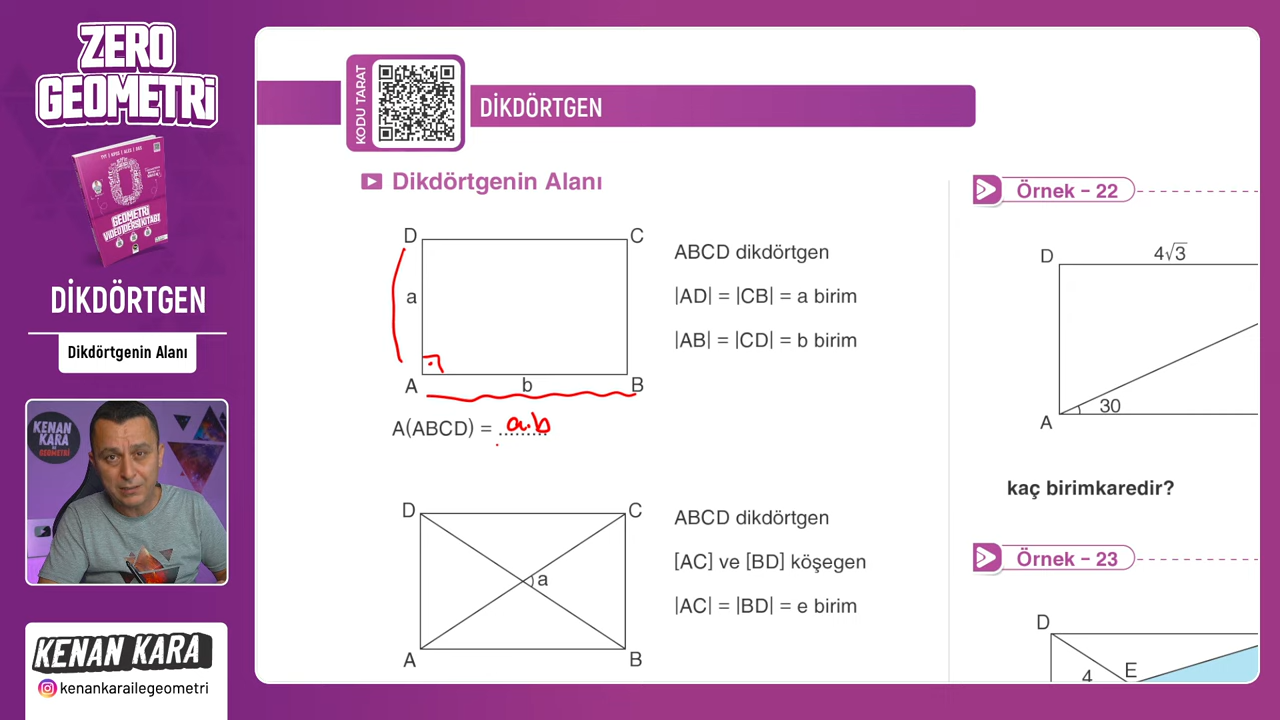 ZERO
GEOMETRİ
GEOMETRİ
VİDEO DERS KİTABI
DİKDÖRTGEN
Dikdörtgenin Alanı
KENAN
KARA
GEOMETRİ
KENAN KARA
kenankarailegeometri
KODU TARAT
DİKDÖRTGEN
Dikdörtgenin Alanı
D
C
a
A
b
B
ABCD dikdörtgen
|AD| = |CB| = a birim
|AB| = |CD| = b birim
A(ABCD) = a.b
D
C
a
A
B
ABCD dikdörtgen
[AC] ve [BD] köşegen
|AC| = |BD| = e birim
Örnek - 22
D
4√3
A
30
kaç birimkaredir?
Örnek - 23
D
4
E